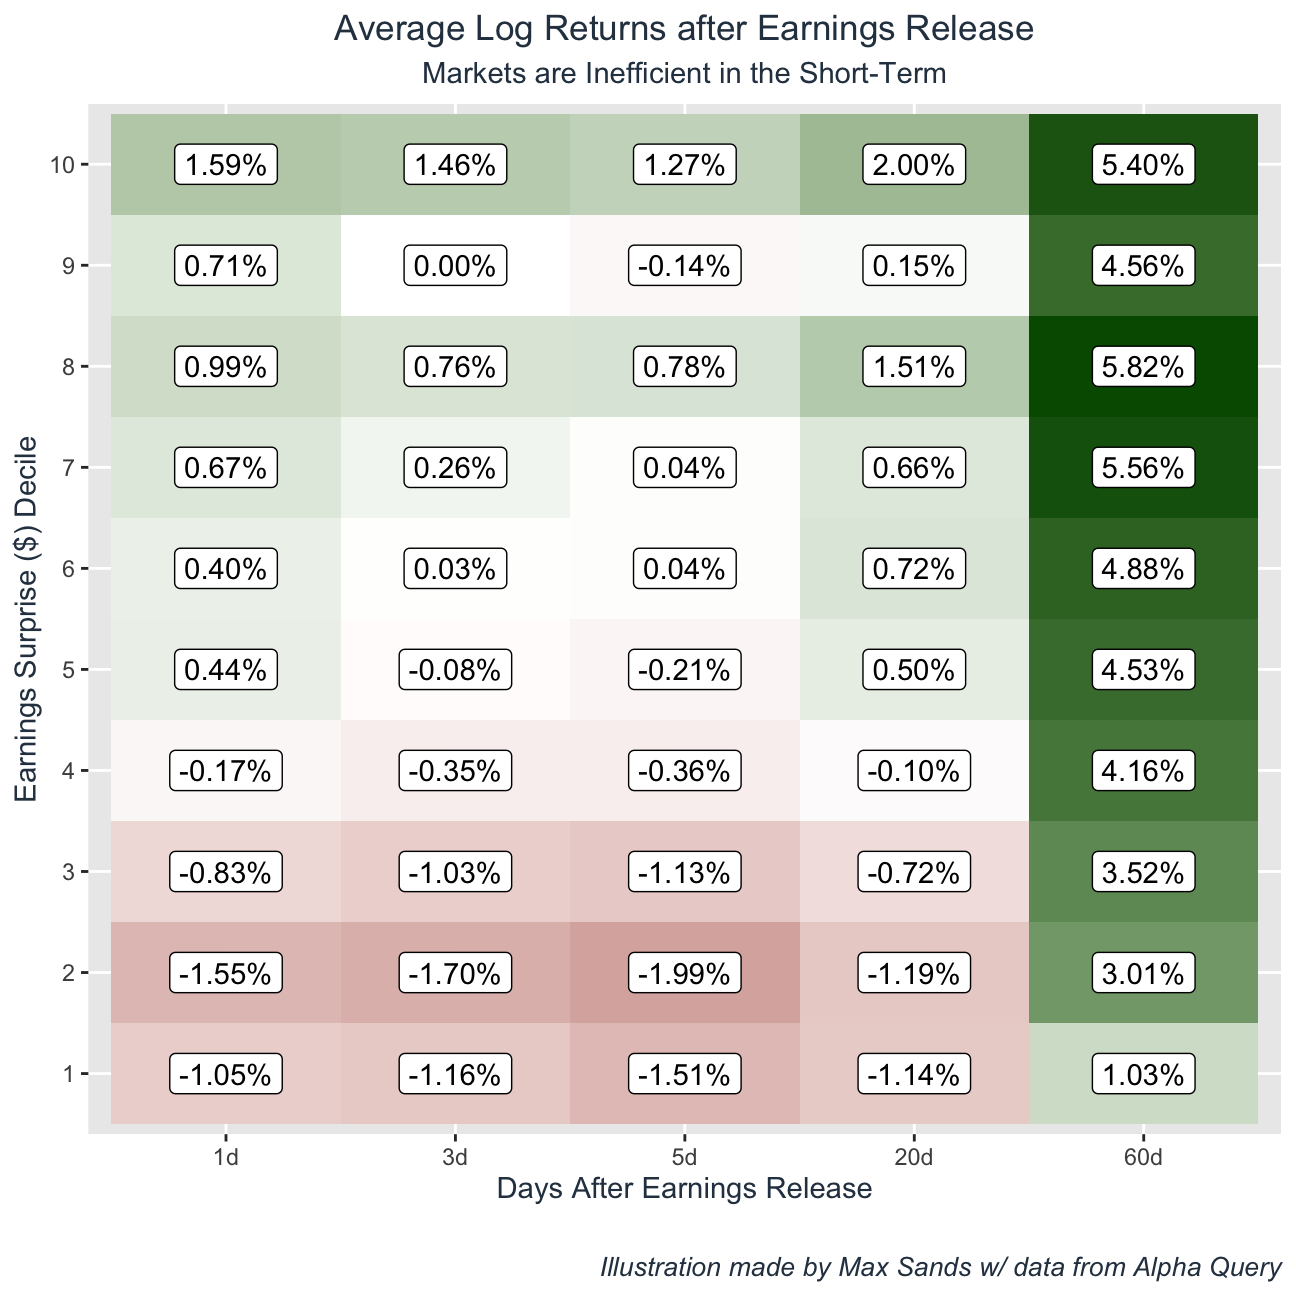 Average Log Returns after Earnings Release
Markets are Inefficient in the Short-Term
Earnings Surprise ($) Decile
10 1.59% 1.46% 1.27% 2.00% 5.40%
9 0.71% 0.00% -0.14% 0.15% 4.56%
8 0.99% 0.76% 0.78% 1.51% 5.82%
7 0.67% 0.26% 0.04% 0.66% 5.56%
6 0.40% 0.03% 0.04% 0.72% 4.88%
5 0.44% -0.08% -0.21% 0.50% 4.53%
4 -0.17% -0.35% -0.36% -0.10% 4.16%
3 -0.83% -1.03% -1.13% -0.72% 3.52%
2 -1.55% -1.70% -1.99% -1.19% 3.01%
1 -1.05% -1.16% -1.51% -1.14% 1.03%
1d 3d 5d 20d 60d
Days After Earnings Release
Illustration made by Max Sands w/ data from Alpha Query